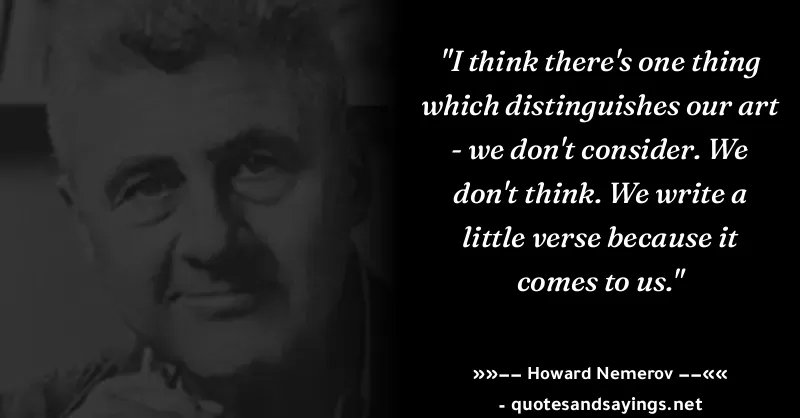 "I think there's one thing
which distinguishes our art
- we don't consider. We
don't think. We write a
little verse because it
comes to us."
»»−− Howard Nemerov −−««
- quotesandsayings.net